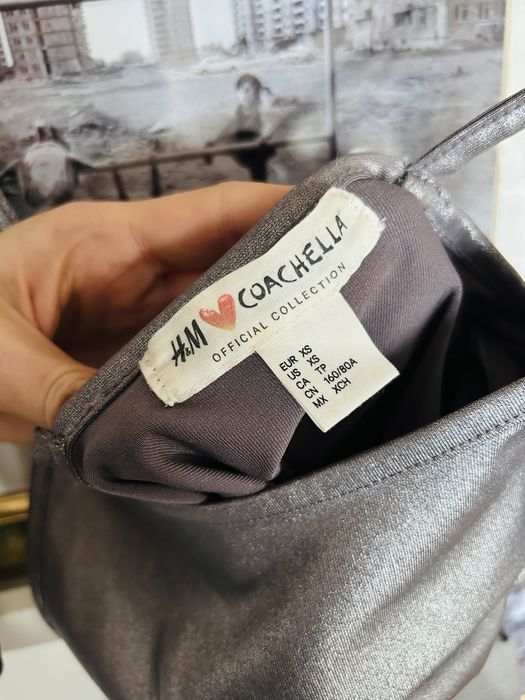 H&M COACHELLA
OFFICIAL COLLECTION
EUR XS
US XS
CA TP
CN 160/80A
MX XCH